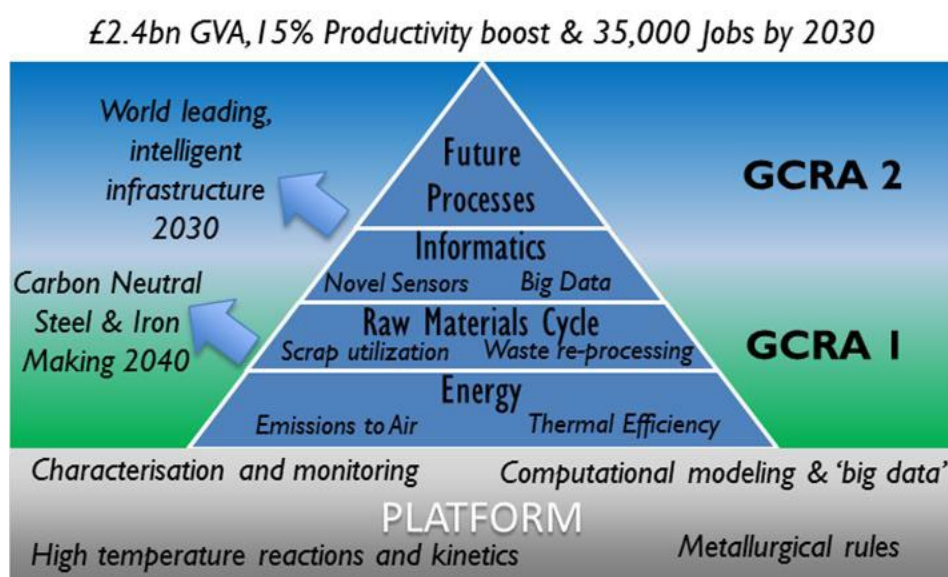 £2.4bn GVA, 15% Productivity boost & 35,000 Jobs by 2030
World leading,
intelligent
infrastructure
2030
Future
Processes
GCRA 2
Informatics
Novel Sensors Big Data
Carbon Neutral
Steel & Iron
Making 2040
Raw Materials Cycle
Scrap utilization Waste re-processing
GCRA 1
Energy
Emissions to Air Thermal Efficiency
Characterisation and monitoring Computational modeling & ‘big data’
PLATFORM
High temperature reactions and kinetics Metallurgical rules